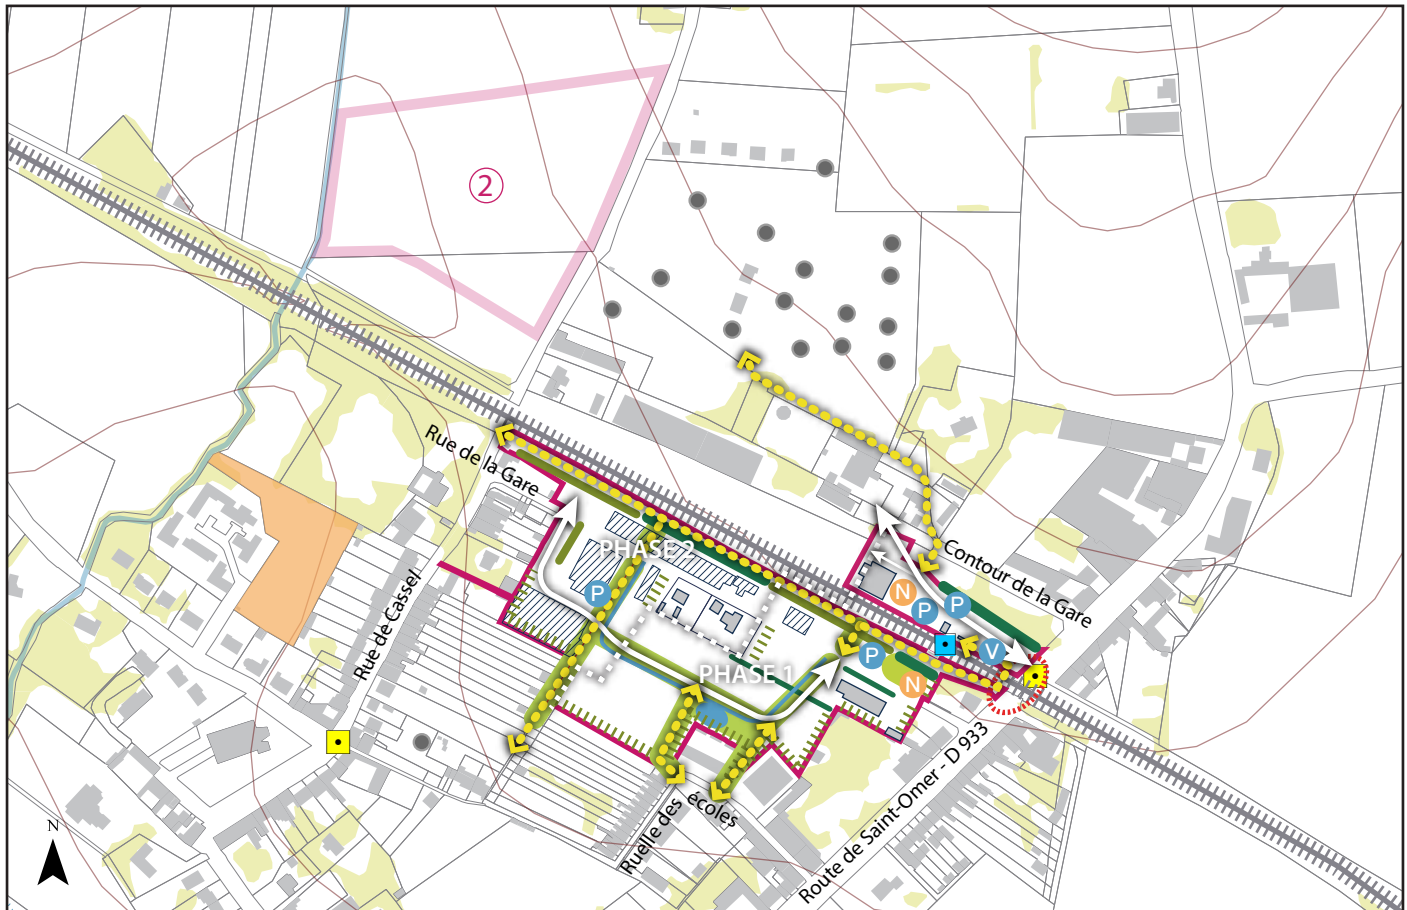 ②
Rue de la Gare
PHASE 2
Contour de la Gare
N
P
P
P
V
P
PHASE 1
N
Rue de Cassel
Ruelle des écoles
Route de Saint-Omer - D 933
N